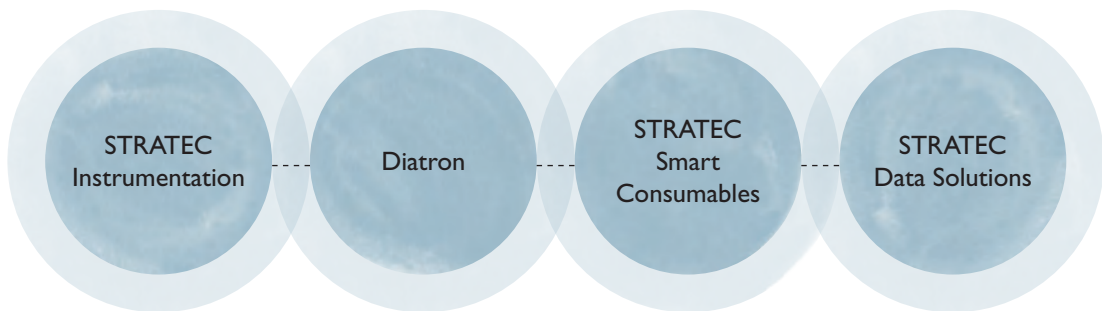 STRATEC
Instrumentation
Diatron
STRATEC
Smart
Consumables
STRATEC
Data Solutions